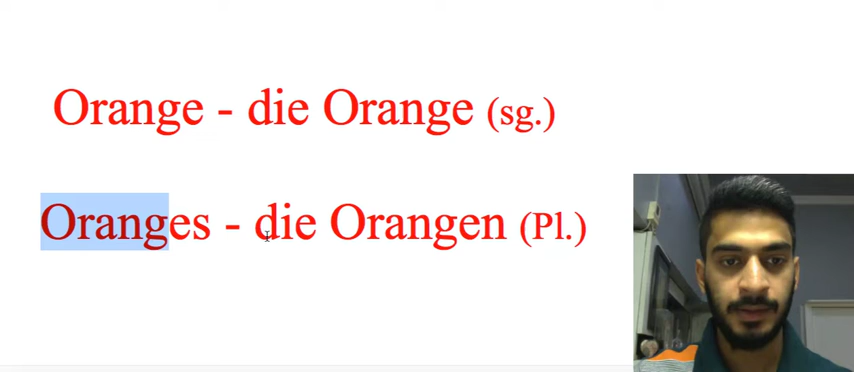 Orange - die Orange (sg.)
Oranges - die Orangen (Pl.)